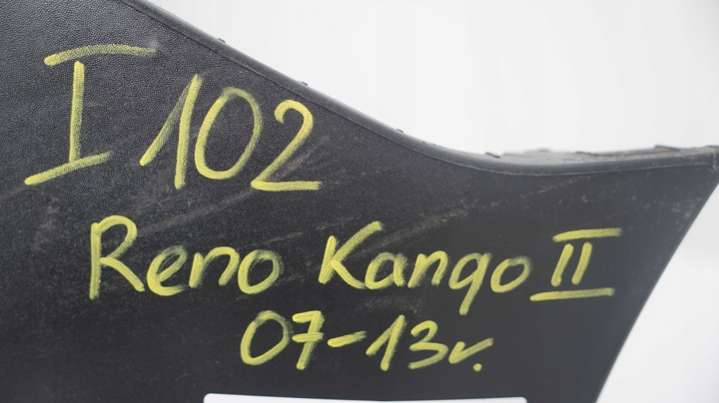 I 102
Reno Kango II
07-13r.